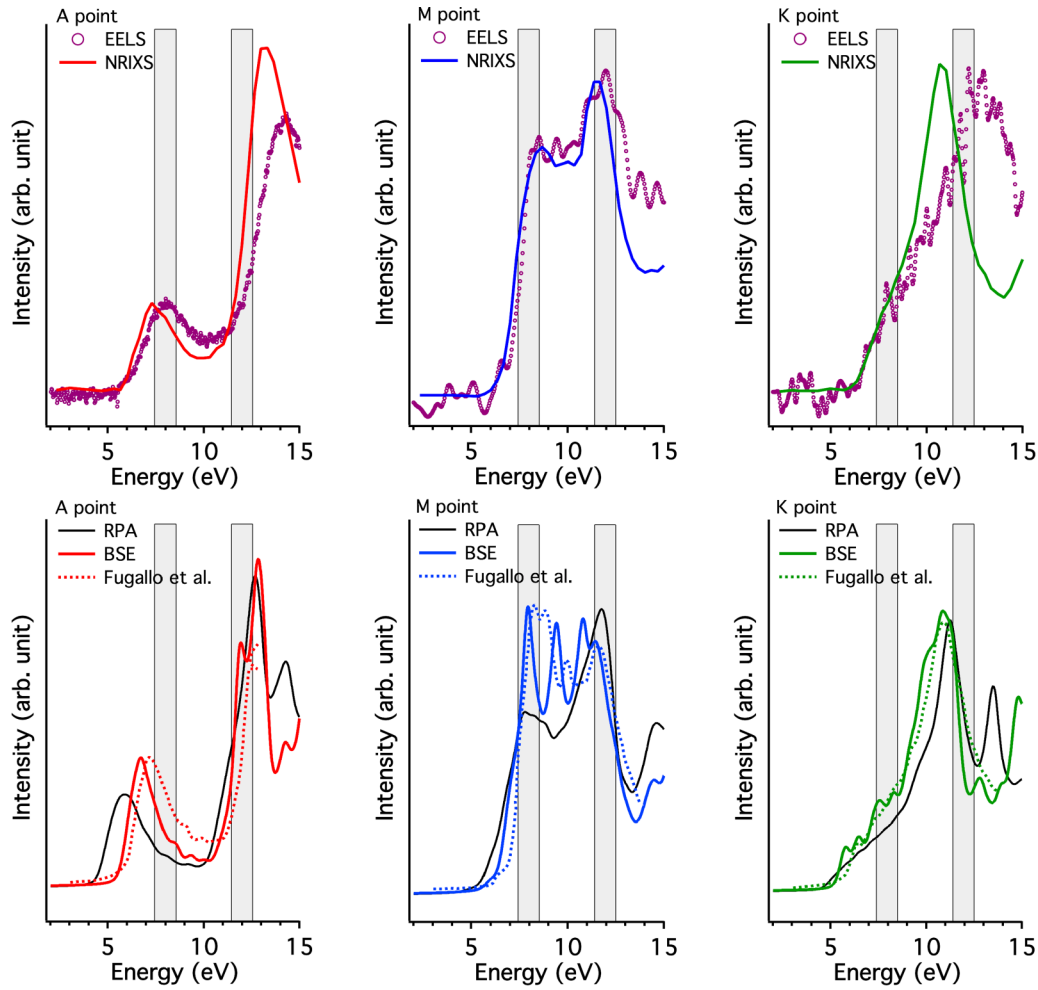 A point
EELS
NRIXS
Intensity (arb. unit)
5 10 15
Energy (eV)
M point
EELS
NRIXS
Intensity (arb. unit)
5 10 15
Energy (eV)
K point
EELS
NRIXS
Intensity (arb. unit)
5 10 15
Energy (eV)
A point
RPA
BSE
Fugallo et al.
Intensity (arb. unit)
5 10 15
Energy (eV)
M point
RPA
BSE
Fugallo et al.
Intensity (arb. unit)
5 10 15
Energy (eV)
K point
RPA
BSE
Fugallo et al.
Intensity (arb. unit)
5 10 15
Energy (eV)